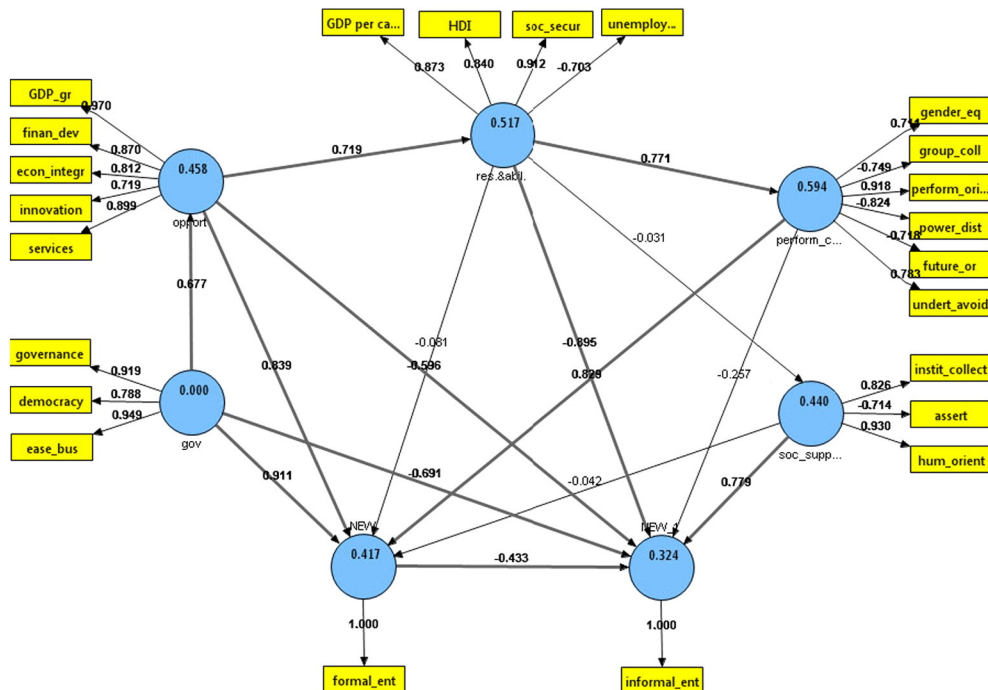 GDP per ca...
HDI
soc_secur
unemploy...
0.873
0.840
0.912
-0.703
GDP_gr
0.970
finan_dev
0.870
econ_integr
0.812
innovation
0.719
services
0.899
0.458
opport
0.719
0.517
res.&abil.
0.771
0.594
perform_c...
gender_eq
group_coll
-0.749
perform_ori...
0.918
power_dist
-0.824
future_or
-0.718
undert_avoid
0.783
0.677
-0.031
governance
0.919
democracy
0.788
ease_bus
0.949
0.000
gov
0.839
-0.081
-0.596
-0.895
0.829
-0.257
instit_collect
0.826
assert
-0.714
hum_orient
0.930
0.440
soc_supp...
0.911
-0.691
-0.042
0.779
NEW
0.417
-0.433
NEW_1
0.324
1.000
1.000
formal_ent
informal_ent